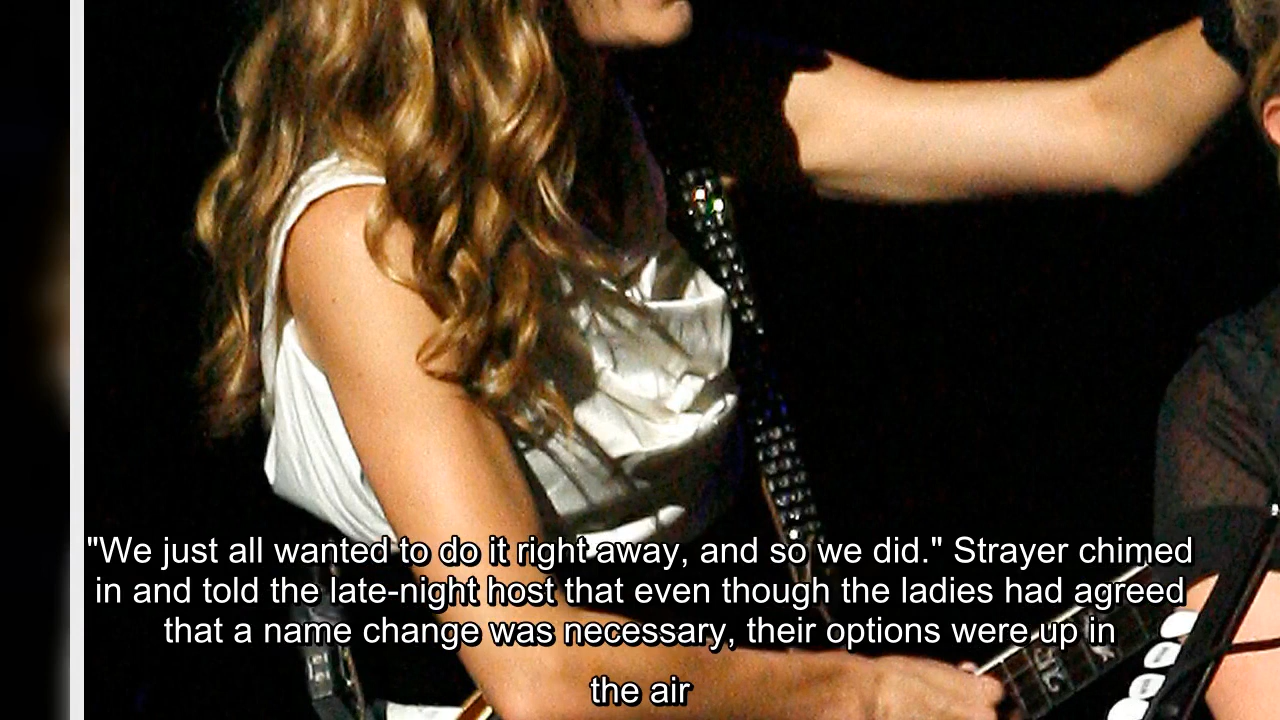 "We just all wanted to do it right away, and so we did." Strayer chimed
in and told the late-night host that even though the ladies had agreed
that a name change was necessary, their options were up in
the air